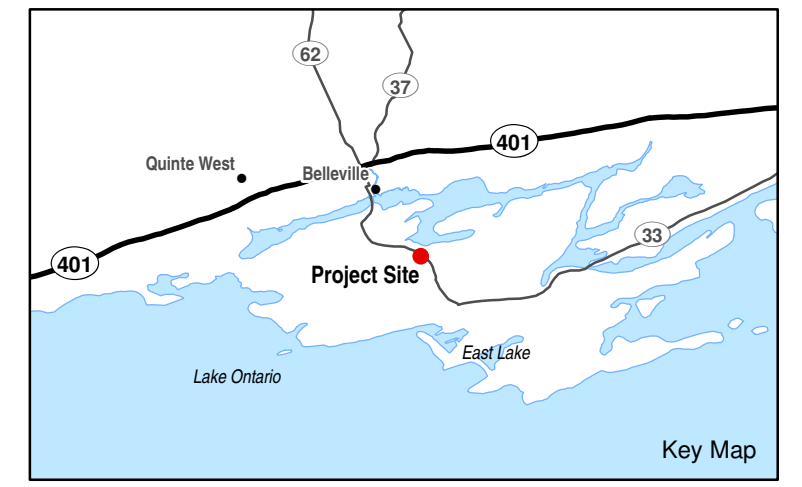 62
37
401
Quinte West
Belleville
33
401
Project Site
East Lake
Lake Ontario
Key Map